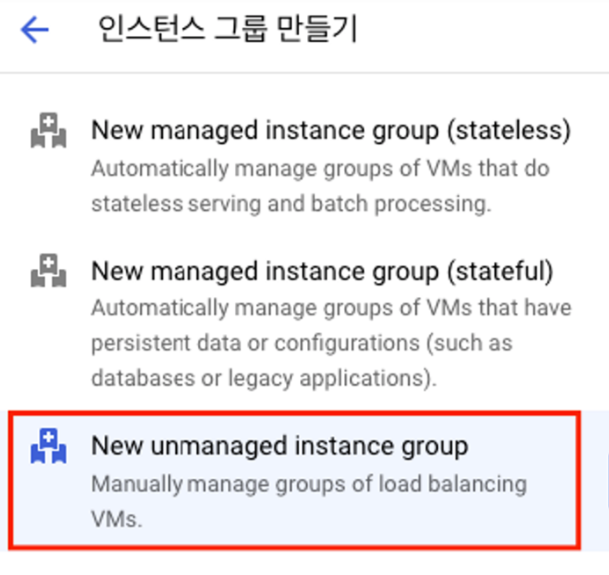 인스턴스 그룹 만들기
New managed instance group (stateless)
Automatically manage groups of VMs that do
stateless serving and batch processing.
New managed instance group (stateful)
Automatically manage groups of VMs that have
persistent data or configurations (such as
databases or legacy applications).
New unmanaged instance group
Manually manage groups of load balancing
VMs.